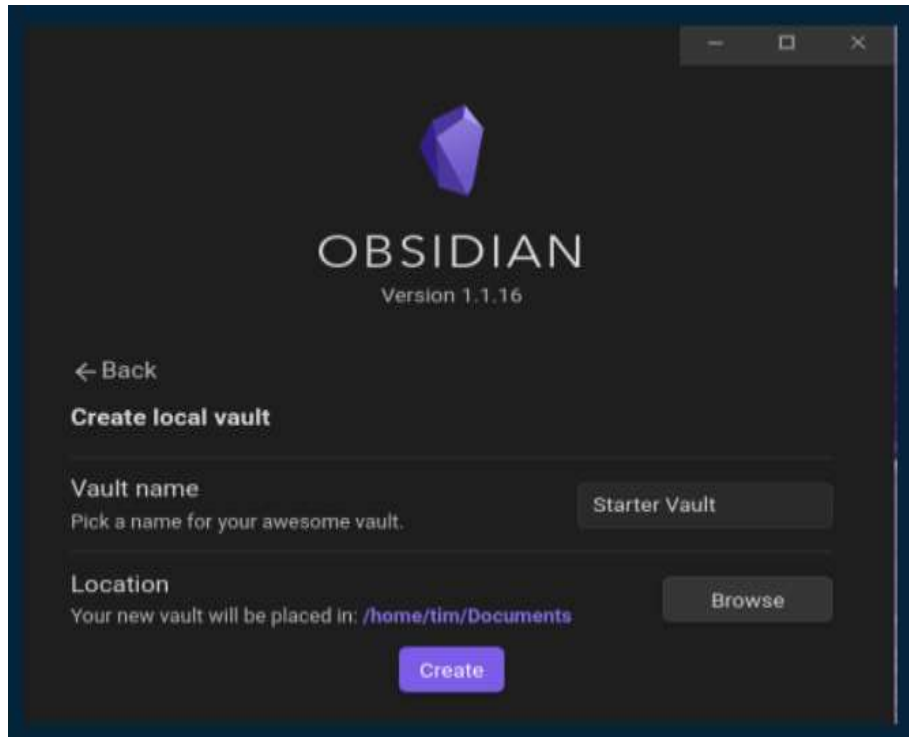 OBSIDIAN
Version 1.1.16
Back
Create local vault
Vault name
Pick a name for your awesome vault.
Starter Vault
Location
Your new vault will be placed in: /home/tim/Documents
Browse
Create